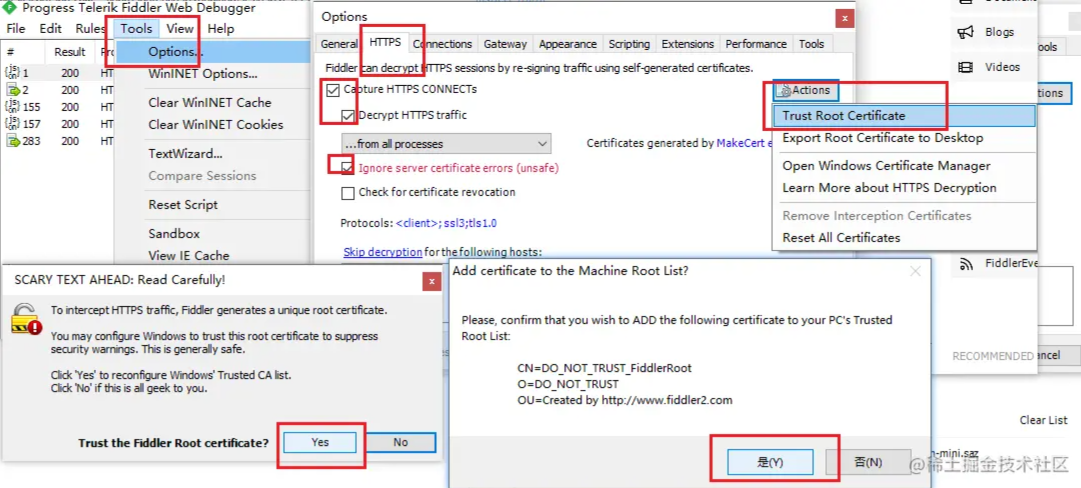 Progress Telerik Fiddler Web Debugger
File Edit Rules Tools View Help
# Result
1 200 HT
2 200 HT
155 200 HT
157 200 HT
283 200 HT
Options...
WinINET Options...
Clear WinINET Cache
Clear WinINET Cookies
TextWizard...
Compare Sessions
Reset Script
Sandbox
View IE Cache
Options
General HTTPS Connections Gateway Appearance Scripting Extensions Performance Tools
Fiddler can decrypt HTTPS sessions by re-signing traffic using self-generated certificates.
Capture HTTPS CONNECTs
Decrypt HTTPS traffic
...from all processes
Certificates generated by MakeCert e
Ignore server certificate errors (unsafe)
Check for certificate revocation
Protocols: <client>;ssl3;tls1.0
Skip decryption for the following hosts:
Actions
Trust Root Certificate
Export Root Certificate to Desktop
Open Windows Certificate Manager
Learn More about HTTPS Decryption
Remove Interception Certificates
Reset All Certificates
Blogs
Videos
ools
tions
FiddlerEve
RECOMMENDED
ancel
Clear List
n-mini.saz
SCARY TEXT AHEAD: Read Carefully!
To intercept HTTPS traffic, Fiddler generates a unique root certificate.
You may configure Windows to trust this root certificate to suppress
security warnings. This is generally safe.
Click 'Yes' to reconfigure Windows' Trusted CA list.
Click 'No' if this is all geek to you.
Trust the Fiddler Root certificate?
Yes No
Add certificate to the Machine Root List?
Please, confirm that you wish to ADD the following certificate to your PC's Trusted
Root List:
CN=DO_NOT_TRUST_FiddlerRoot
O=DO_NOT_TRUST
OU=Created by http://www.fiddler2.com
是(Y) 否(N)
@稀土掘金技术社区